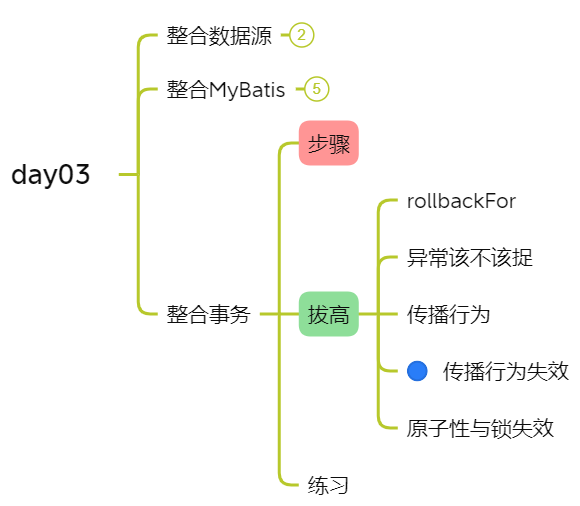 day03
整合数据源
2
整合MyBatis
5
整合事务
步骤
拔高
rollbackFor
异常该不该捉
传播行为
传播行为失效
原子性与锁失效
练习